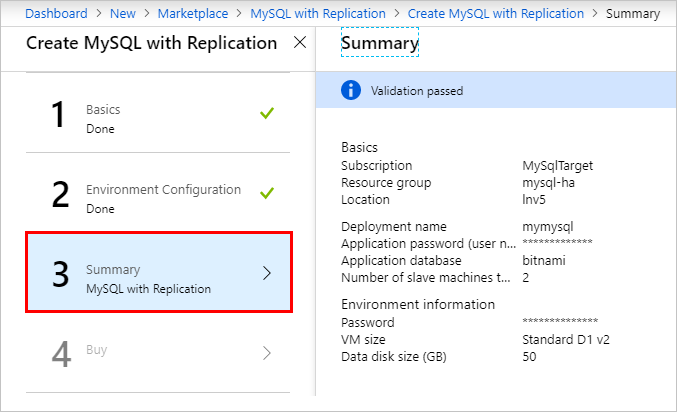 Dashboard > New > Marketplace > MySQL with Replication > Create MySQL with Replication > Summary
Create MySQL with Replication
1
Basics
Done
2
Environment Configuration
Done
3
Summary
MySQL with Replication
4
Buy
Summary
Validation passed
Basics
Subscription MySqlTarget
Resource group mysql-ha
Location lnv5
Deployment name mymysql
Application password (user n... *************
Application database bitnami
Number of slave machines t... 2
Environment information
Password **************
VM size Standard D1 v2
Data disk size (GB) 50